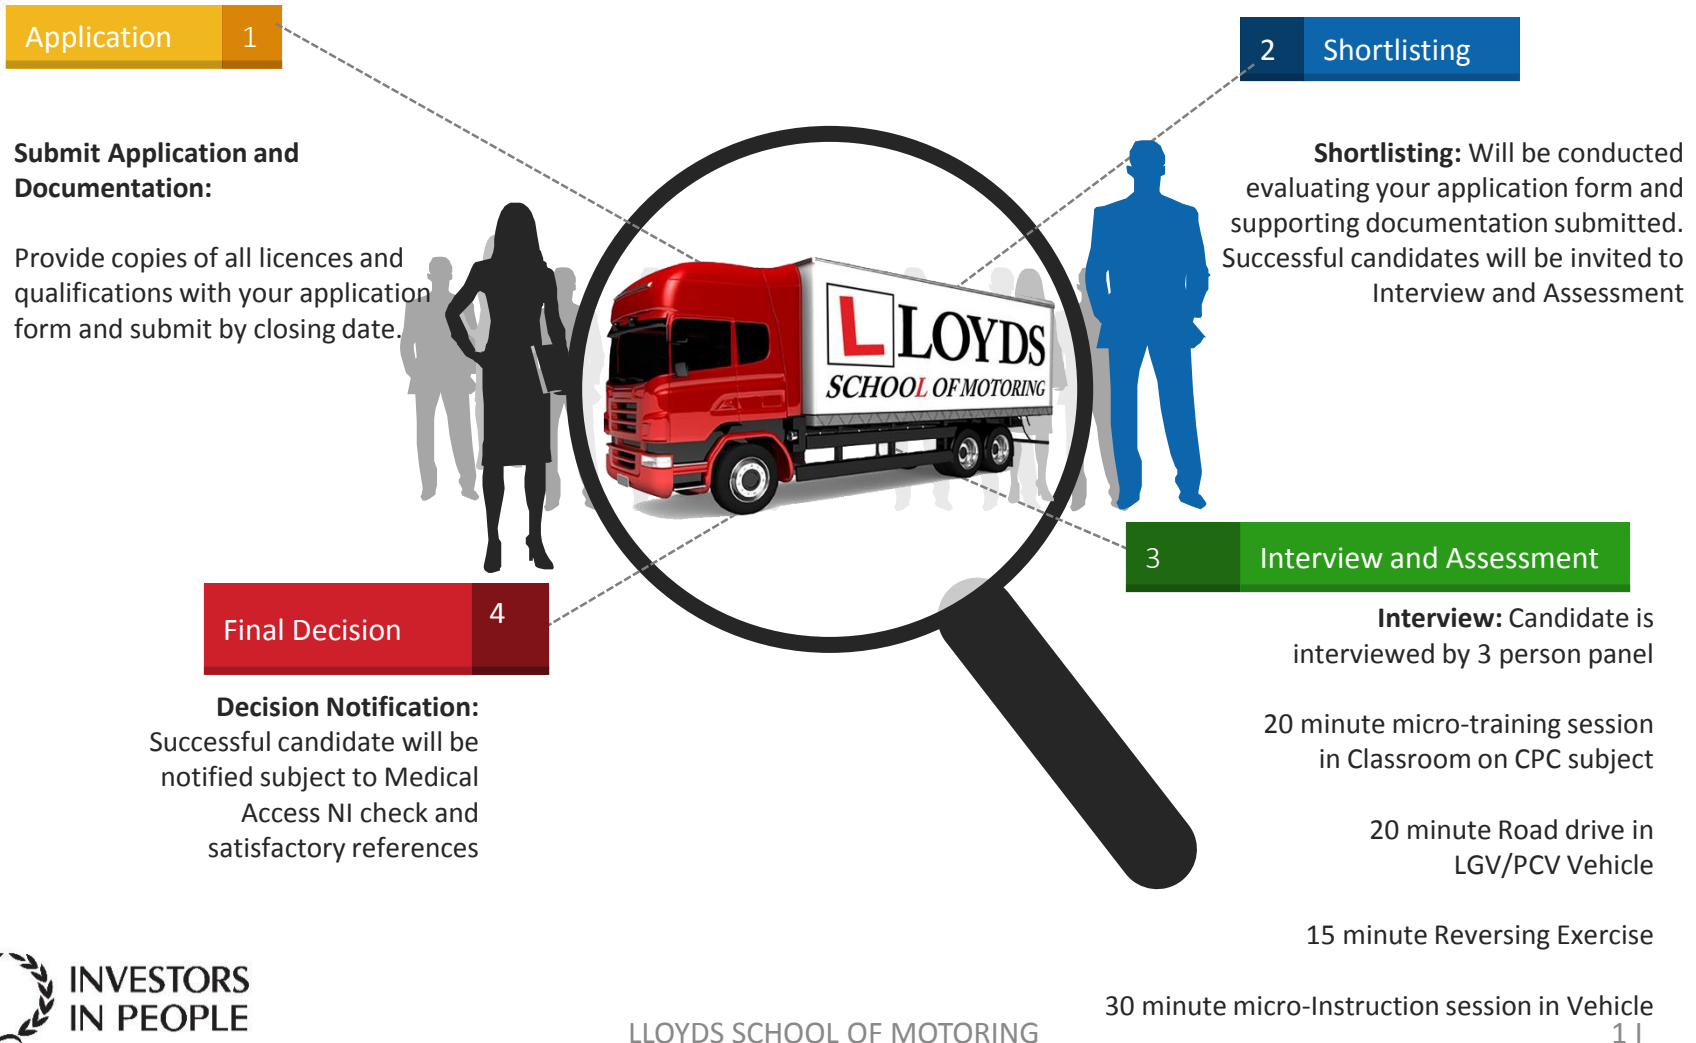 Application 1
2 Shortlisting
Submit Application and
Documentation:
Provide copies of all licences and
qualifications with your application
form and submit by closing date.
Shortlisting: Will be conducted
evaluating your application form and
supporting documentation submitted.
Successful candidates will be invited to
Interview and Assessment
L LOYDS
SCHOOL OF MOTORING
3 Interview and Assessment
Interview: Candidate is
interviewed by 3 person panel
20 minute micro-training session
in Classroom on CPC subject
20 minute Road drive in
LGV/PCV Vehicle
15 minute Reversing Exercise
30 minute micro-Instruction session in Vehicle
Final Decision 4
Decision Notification:
Successful candidate will be
notified subject to Medical
Access NI check and
satisfactory references
INVESTORS
IN PEOPLE
LLOYDS SCHOOL OF MOTORING
1 |